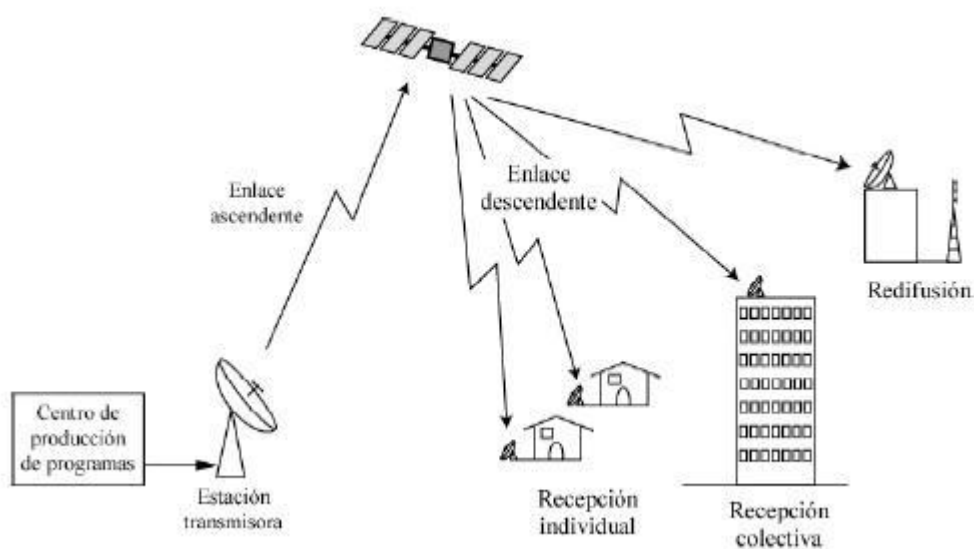 Enlace
ascendente
Enlace
descendente
Redifusión
Centro de
producción
de programas
Estación
transmisora
Recepción
individual
Recepción
colectiva